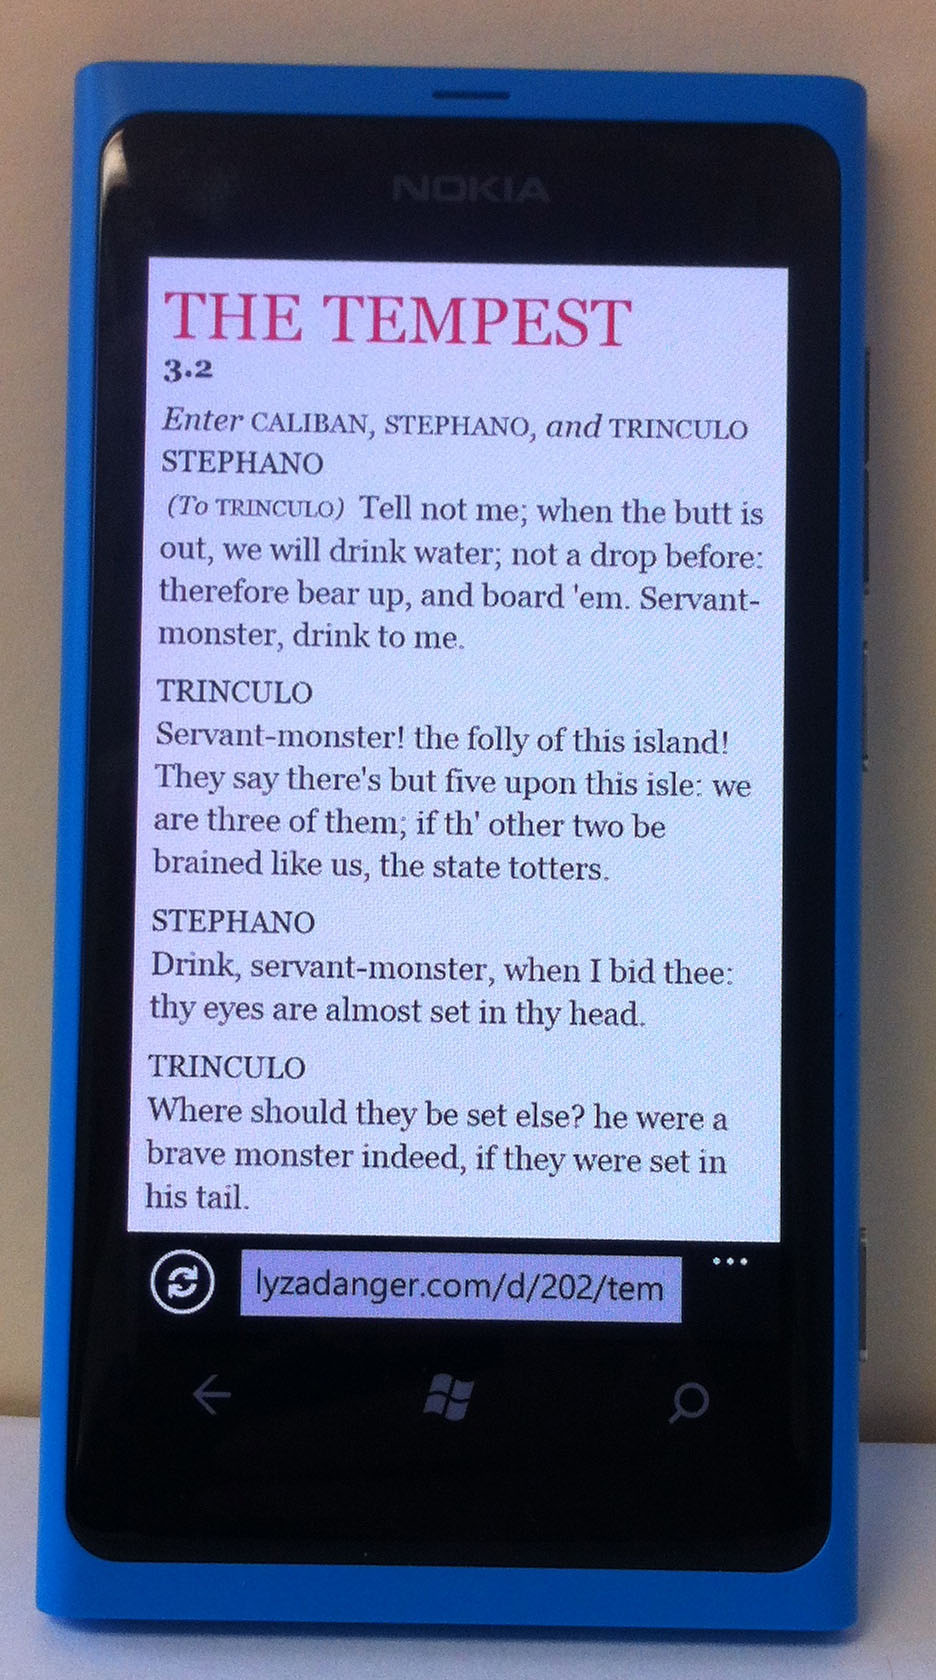 NOKIA
THE TEMPEST
3.2
Enter CALIBAN, STEPHANO, and TRINCULO
STEPHANO
(To TRINCULO) Tell not me; when the butt is
out, we will drink water; not a drop before:
therefore bear up, and board 'em. Servant-
monster, drink to me.
TRINCULO
Servant-monster! the folly of this island!
They say there's but five upon this isle: we
are three of them; if th' other two be
brained like us, the state totters.
STEPHANO
Drink, servant-monster, when I bid thee:
thy eyes are almost set in thy head.
TRINCULO
Where should they be set else? he were a
brave monster indeed, if they were set in
his tail.
lyzadanger.com/d/202/tem